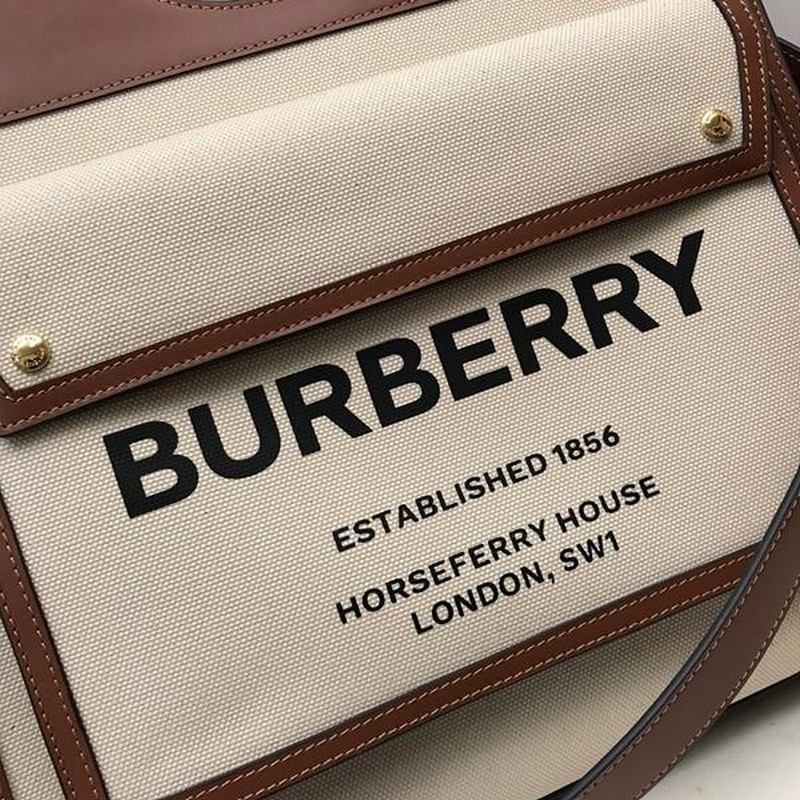 BURBERRY
ESTABLISHED 1856
HORSEFERRY HOUSE
LONDON, SW1